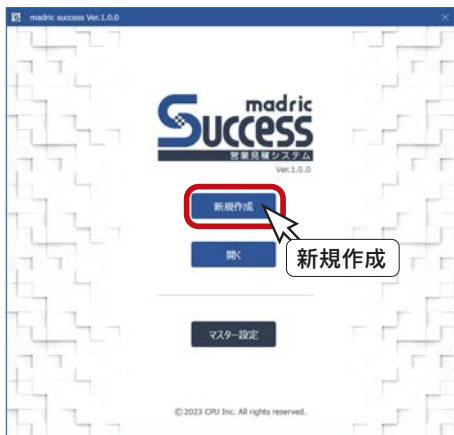 madric success Ver.1.0.0
madric
Success
営業見積システム
Ver.1.0.0
新規作成
開く
新規作成
マスター設定
©2023 CPU Inc. All rights reserved.